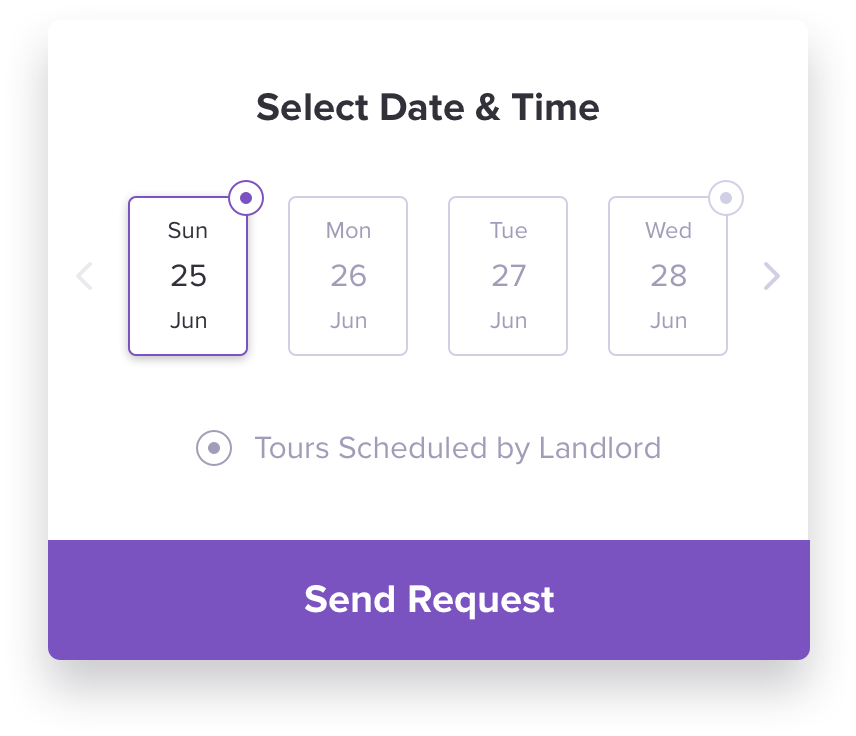 Select Date & Time
Sun
25
Jun
Mon
26
Jun
Tue
27
Jun
Wed
28
Jun
Tours Scheduled by Landlord
Send Request